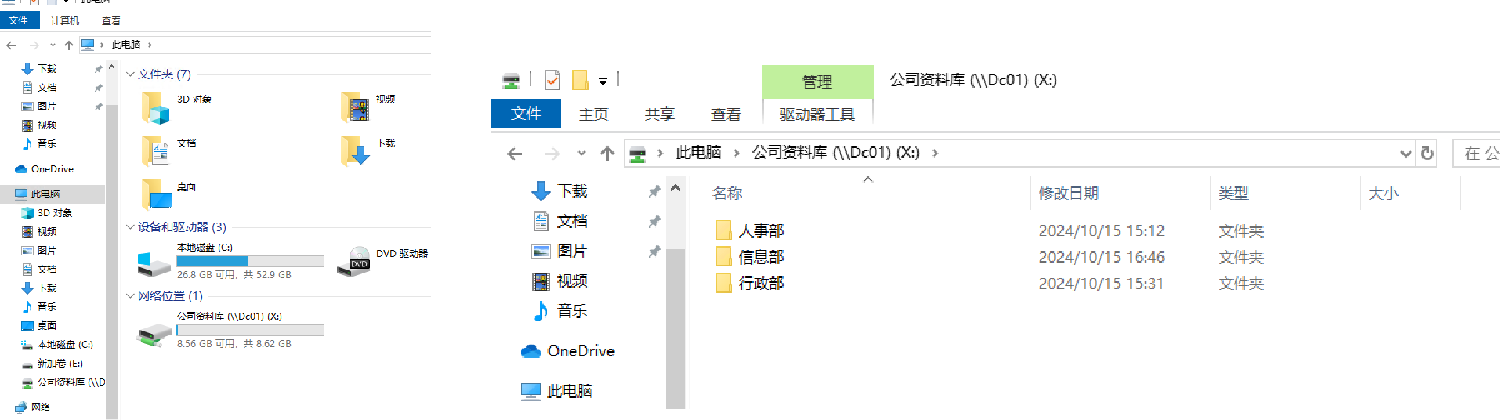 此电脑
文件 计算机 查看
此电脑
下载
文档
图片
视频
音乐
OneDrive
此电脑
3D 对象
视频
图片
文档
下载
音乐
桌面
本地磁盘 (C:)
新加卷 (E:)
公司资料库 (\\D
网络
文件夹 (7)
3D 对象
视频
文档
下载
桌面
设备和驱动器 (3)
本地磁盘 (C:)
26.8 GB 可用，共 52.9 GB
DVD 驱动器
DVD
网络位置 (1)
公司资料库 (\\Dc01) (X:)
8.56 GB 可用，共 8.62 GB
管理 公司资料库 (\\Dc01) (X:)
文件 主页 共享 查看 驱动器工具
此电脑 公司资料库 (\\Dc01) (X:) 在 公
下载
文档
图片
视频
音乐
OneDrive
此电脑
名称 修改日期 类型 大小
人事部 2024/10/15 15:12 文件夹
信息部 2024/10/15 16:46 文件夹
行政部 2024/10/15 15:31 文件夹